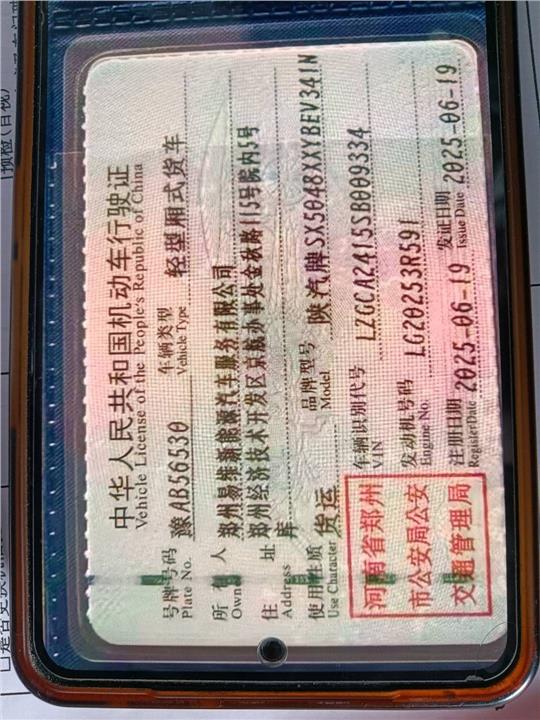 中华人民共和国机动车行驶证
Vehicle License of the People's Republic of China
号牌号码 豫AB56530 车辆类型 轻型厢式货车
Plate No. Vehicle Type
所有人 郑州易维新能源汽车服务有限公司
Owner
住址 郑州经济技术开发区京航办事处金秋路115号院内5号
Address 库
使用性质 货运 品牌型号 陕汽牌SX5048XXYBEV341N
Use Character Model
河南省郑州
市公安局公安
交通管理局
车辆识别代号 LZGCA2415SB009334
VIN
发动机号码 LG20253R591
Engine No.
注册日期 2025-06-19 发证日期 2025-06-19
Register Date Issue Date